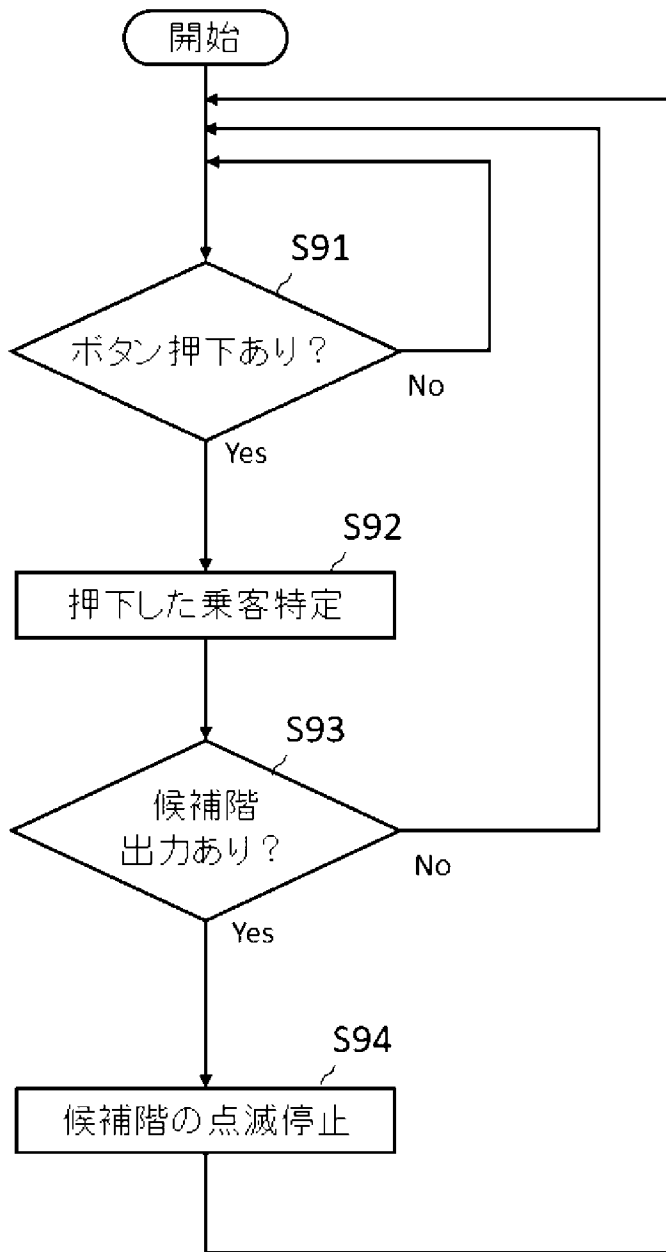 開始
S91
ボタン押下あり？
No
Yes
S92
押下した乗客特定
S93
候補階
出力あり？
No
Yes
S94
候補階の点滅停止